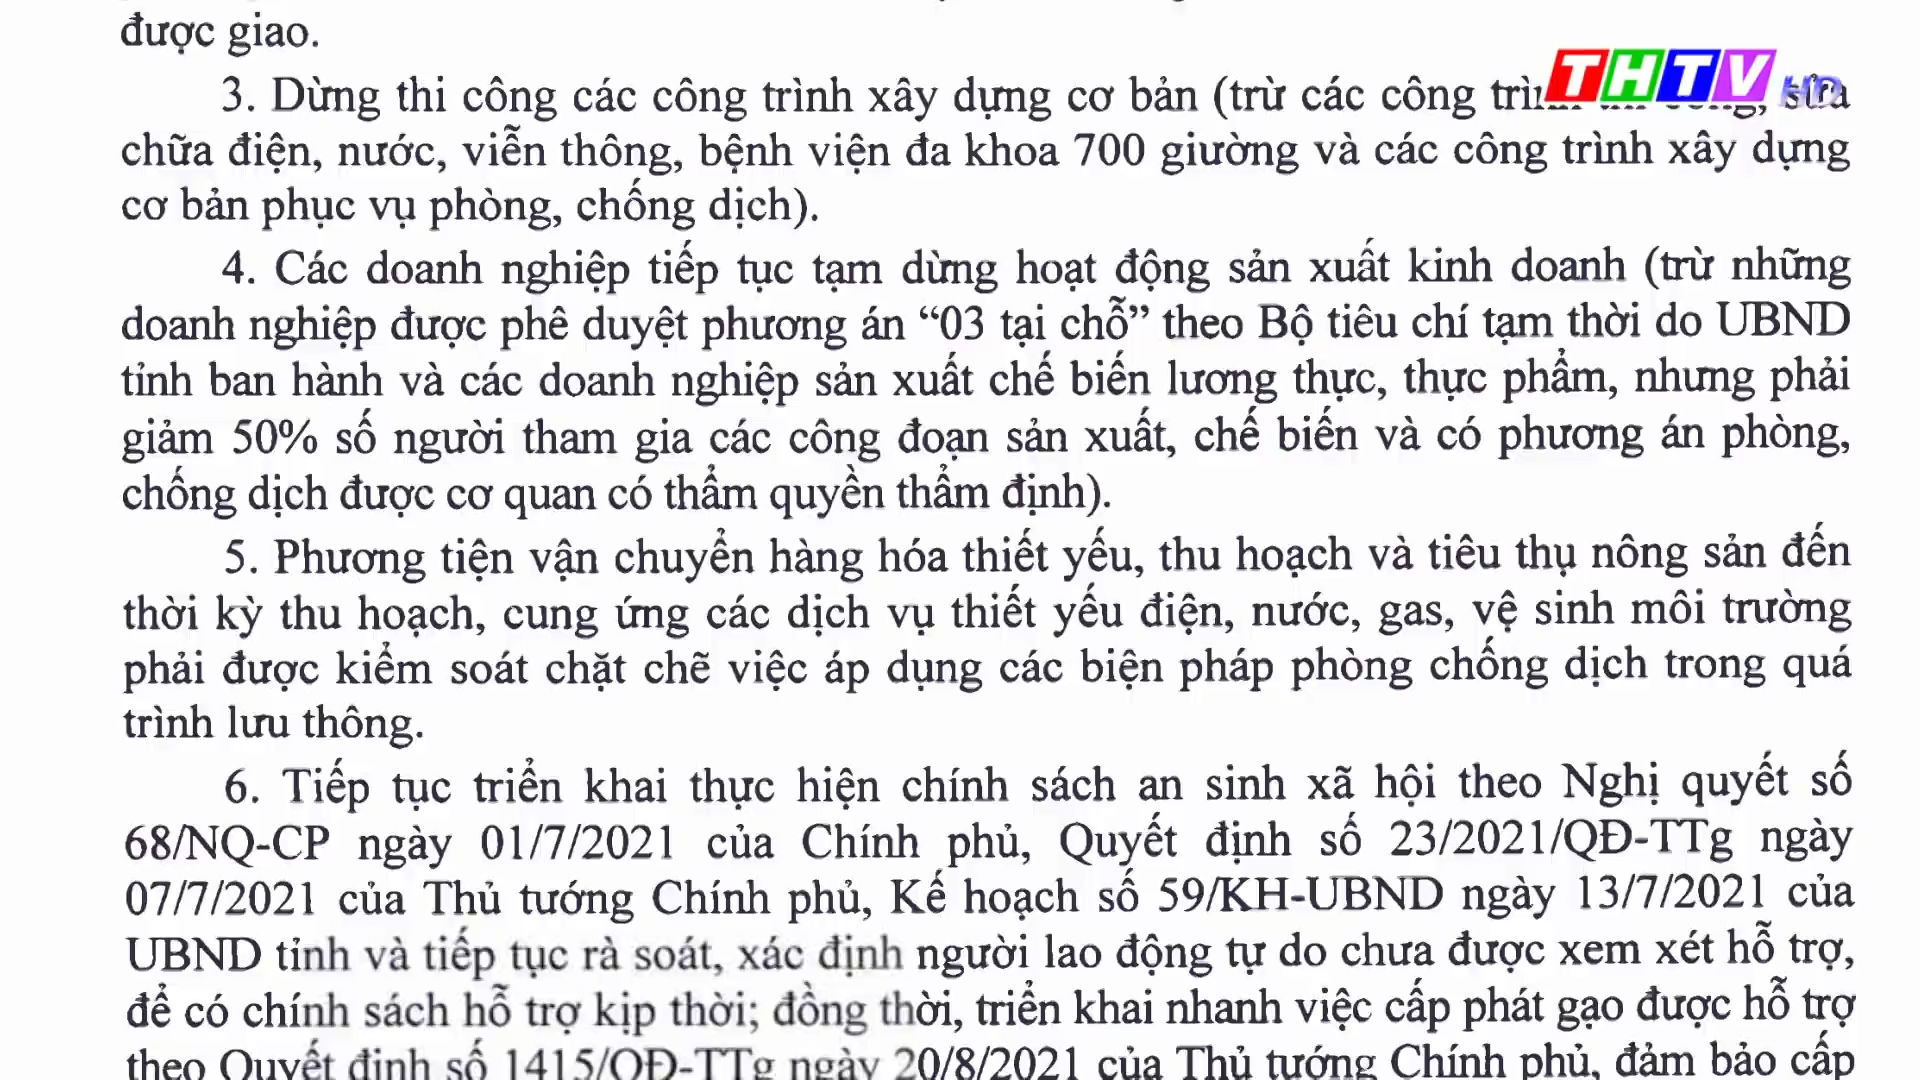 được giao.
THTV HD
3. Dừng thi công các công trình xây dựng cơ bản (trừ các công sửa
chữa điện, nước, viễn thông, bệnh viện đa khoa 700 giường và các công trình xây dựng
cơ bản phục vụ phòng, chống dịch).
4. Các doanh nghiệp tiếp tục tạm dừng hoạt động sản xuất kinh doanh (trừ những
doanh nghiệp được phê duyệt phương án “03 tại chỗ” theo Bộ tiêu chí tạm thời do UBND
tỉnh ban hành và các doanh nghiệp sản xuất chế biến lương thực, thực phẩm, nhưng phải
giảm 50% số người tham gia các công đoạn sản xuất, chế biến và có phương án phòng,
chống dịch được cơ quan có thẩm quyền thẩm định).
5. Phương tiện vận chuyển hàng hóa thiết yếu, thu hoạch và tiêu thụ nông sản đến
thời kỳ thu hoạch, cung ứng các dịch vụ thiết yếu điện, nước, gas, vệ sinh môi trường
phải được kiểm soát chặt chẽ việc áp dụng các biện pháp phòng chống dịch trong quá
trình lưu thông.
6. Tiếp tục triển khai thực hiện chính sách an sinh xã hội theo Nghị quyết số
68/NQ-CP ngày 01/7/2021 của Chính phủ, Quyết định số 23/2021/QĐ-TTg ngày
07/7/2021 của Thủ tướng Chính phủ, Kế hoạch số 59/KH-UBND ngày 13/7/2021 của
UBND tỉnh và tiếp tục rà soát, xác định người lao động tự do chưa được xem xét hỗ trợ,
để có chính sách hỗ trợ kịp thời; đồng thời, triển khai nhanh việc cấp phát gạo được hỗ trợ
theo Quyết định số 1415/QĐ-TTg ngày 20/8/2021 của Thủ tướng Chính phủ, đảm bảo cấp